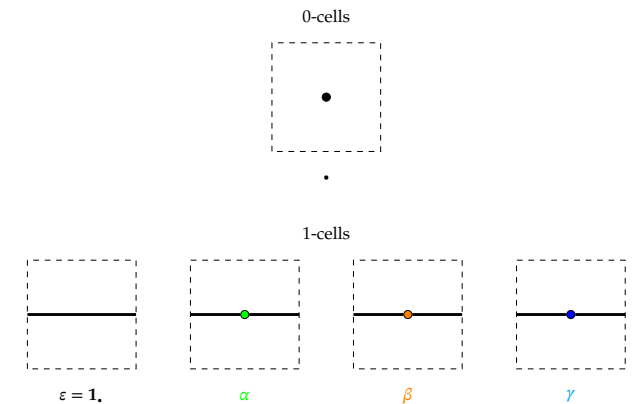 0-cells
•
1-cells
ε = 1•
α
β
γ